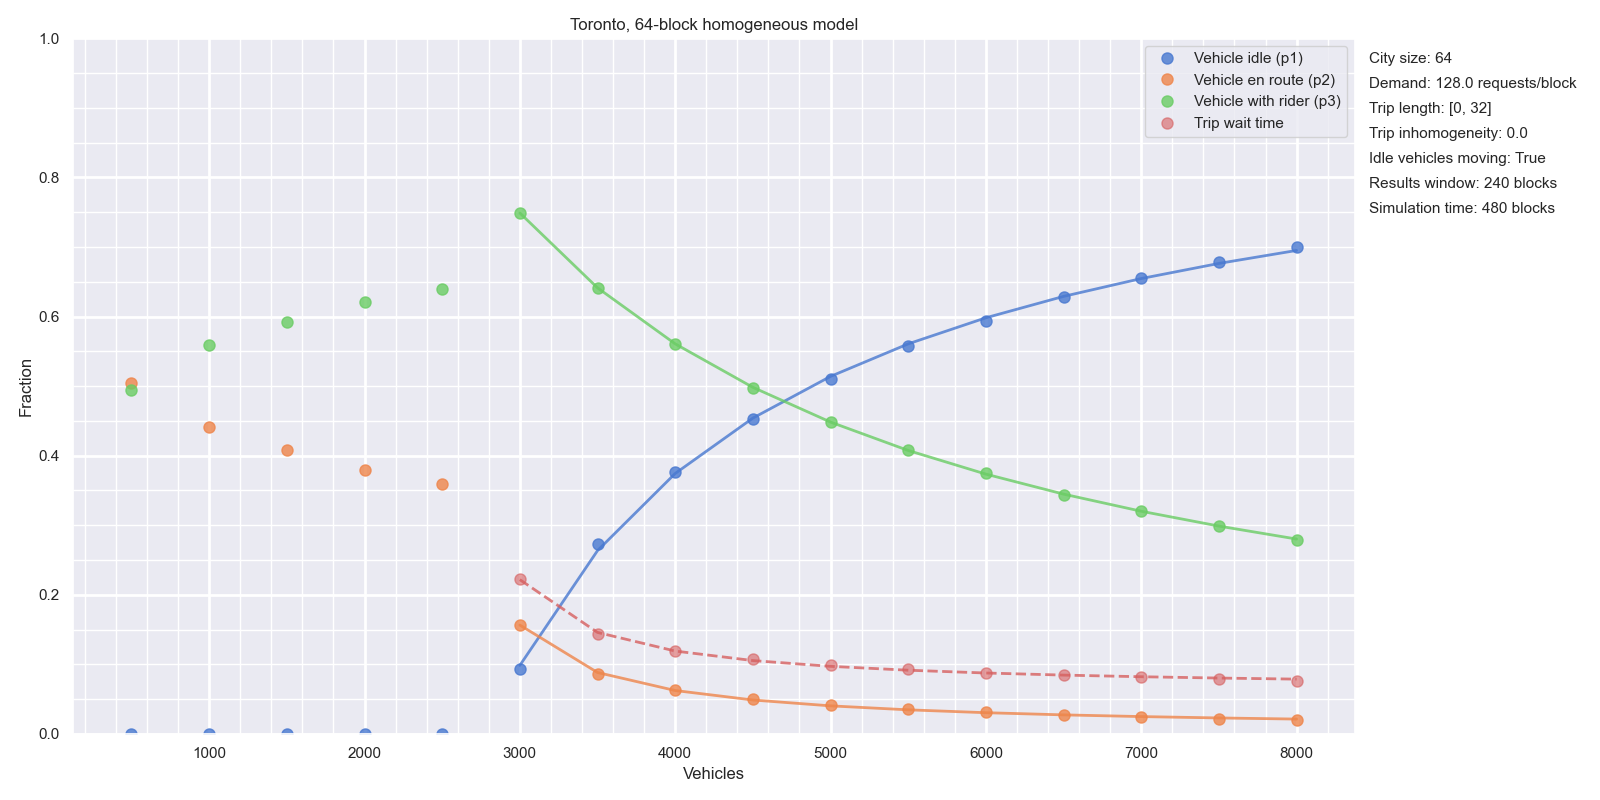 Toronto, 64-block homogeneous model
1.0
0.8
0.6
0.4
0.2
0.0
Fraction
1000 2000 3000 4000 5000 6000 7000 8000
Vehicles
Vehicle idle (p1)
Vehicle en route (p2)
Vehicle with rider (p3)
Trip wait time
City size: 64
Demand: 128.0 requests/block
Trip length: [0, 32]
Trip inhomogeneity: 0.0
Idle vehicles moving: True
Results window: 240 blocks
Simulation time: 480 blocks